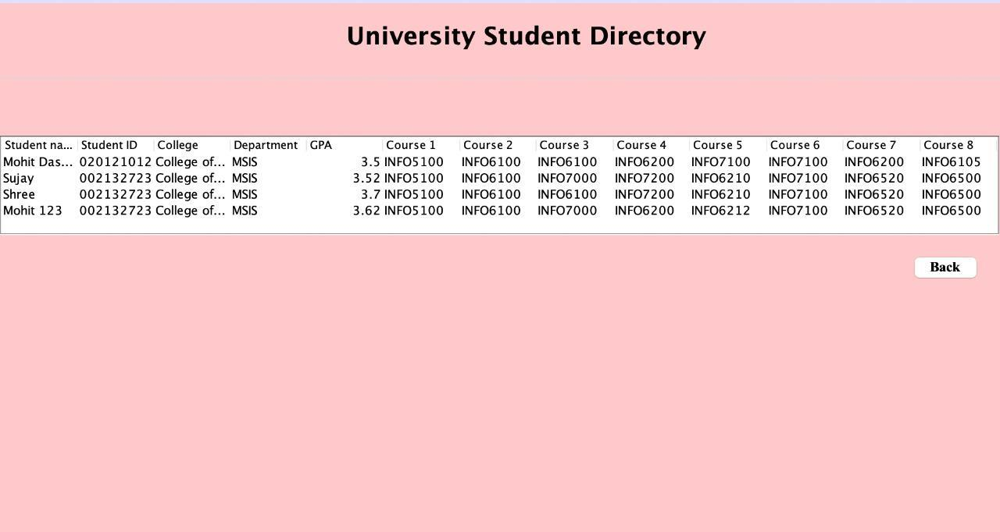 University Student Directory
Student na... Student ID College Department GPA Course 1 Course 2 Course 3 Course 4 Course 5 Course 6 Course 7 Course 8
Mohit Das... 020121012 College of... MSIS 3.5 INFO5100 INFO6100 INFO6100 INFO6200 INFO7100 INFO7100 INFO6200 INFO6105
Sujay 002132723 College of... MSIS 3.52 INFO5100 INFO6100 INFO7000 INFO7200 INFO6210 INFO7100 INFO6520 INFO6500
Shree 002132723 College of... MSIS 3.7 INFO5100 INFO6100 INFO6100 INFO7200 INFO6210 INFO7100 INFO6520 INFO6500
Mohit 123 002132723 College of... MSIS 3.62 INFO5100 INFO6100 INFO7000 INFO6200 INFO6212 INFO7100 INFO6520 INFO6500
Back